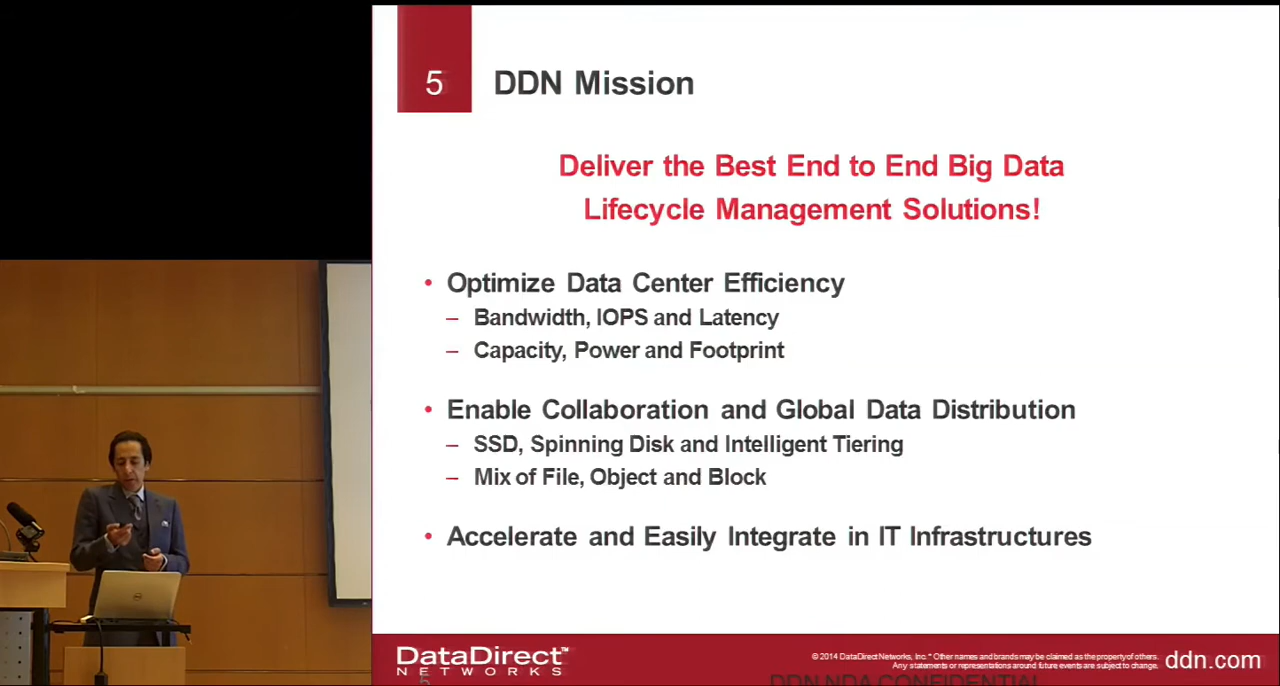 5 DDN Mission
Deliver the Best End to End Big Data
Lifecycle Management Solutions!
• Optimize Data Center Efficiency
– Bandwidth, IOPS and Latency
– Capacity, Power and Footprint
• Enable Collaboration and Global Data Distribution
– SSD, Spinning Disk and Intelligent Tiering
– Mix of File, Object and Block
• Accelerate and Easily Integrate in IT Infrastructures
DataDirect™
NETWORKS
© 2014 DataDirect Networks, Inc. * Other names and brands may be claimed as the property of others.
Any statements or representations around future events are subject to change.
ddn.com
5
DDN NDA CONFIDENTIAL